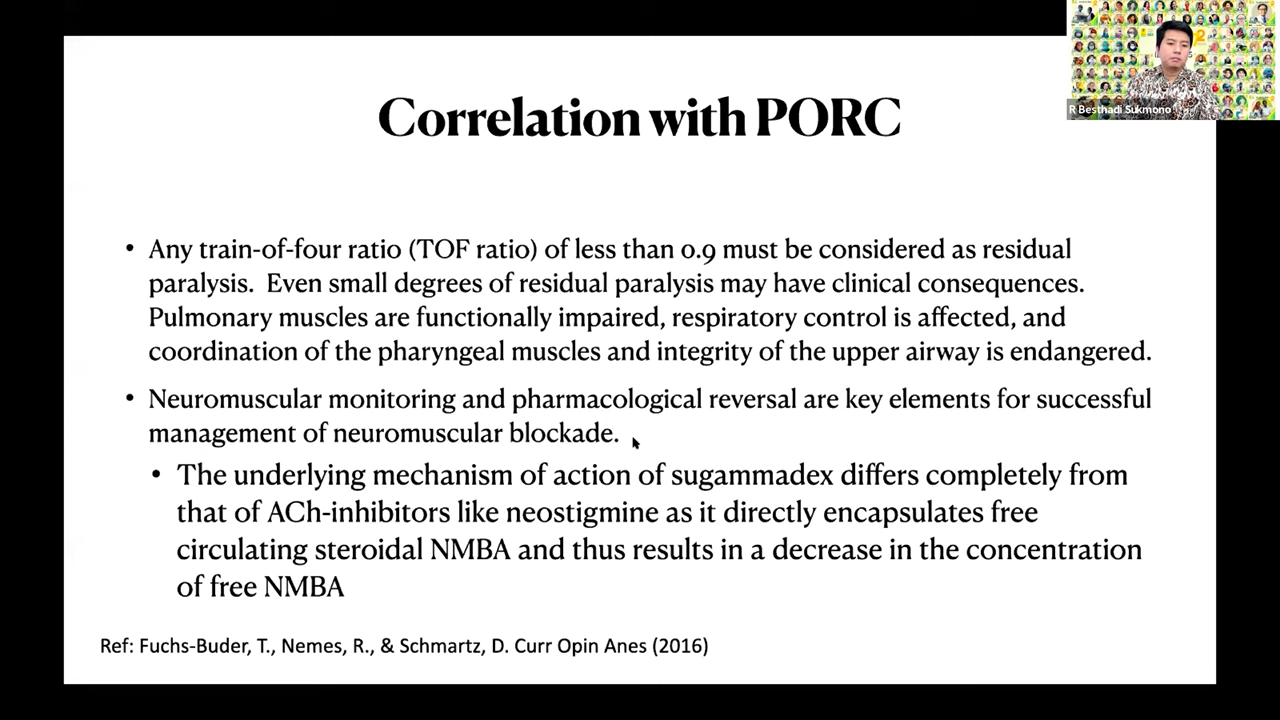 R Besthadi Sukmono
Correlation with PORC
• Any train-of-four ratio (TOF ratio) of less than 0.9 must be considered as residual
paralysis.  Even small degrees of residual paralysis may have clinical consequences.
Pulmonary muscles are functionally impaired, respiratory control is affected, and
coordination of the pharyngeal muscles and integrity of the upper airway is endangered.
• Neuromuscular monitoring and pharmacological reversal are key elements for successful
management of neuromuscular blockade.
• The underlying mechanism of action of sugammadex differs completely from
that of ACh-inhibitors like neostigmine as it directly encapsulates free
circulating steroidal NMBA and thus results in a decrease in the concentration
of free NMBA
Ref: Fuchs-Buder, T., Nemes, R., & Schmartz, D. Curr Opin Anes (2016)